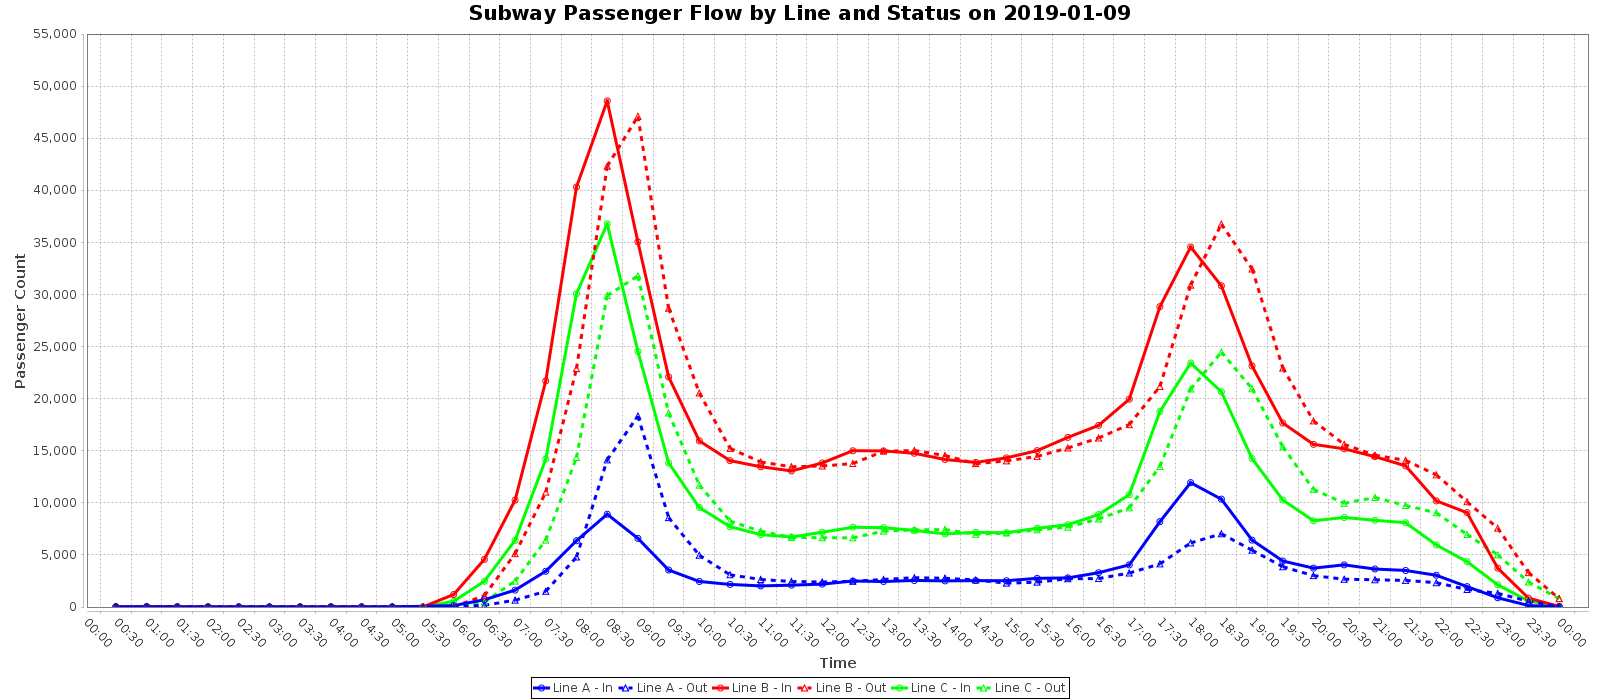 Subway Passenger Flow by Line and Status on 2019-01-09
Passenger Count
55,000
50,000
45,000
40,000
35,000
30,000
25,000
20,000
15,000
10,000
5,000
0
00:00 00:30 01:00 01:30 02:00 02:30 03:00 03:30 04:00 04:30 05:00 05:30 06:00 06:30 07:00 07:30 08:00 08:30 09:00 09:30 10:00 10:30 11:00 11:30 12:00 12:30 13:00 13:30 14:00 14:30 15:00 15:30 16:00 16:30 17:00 17:30 18:00 18:30 19:00 19:30 20:00 20:30 21:00 21:30 22:00 22:30 23:00 23:30 00:00
Time
Line A - In Line A - Out Line B - In Line B - Out Line C - In Line C - Out